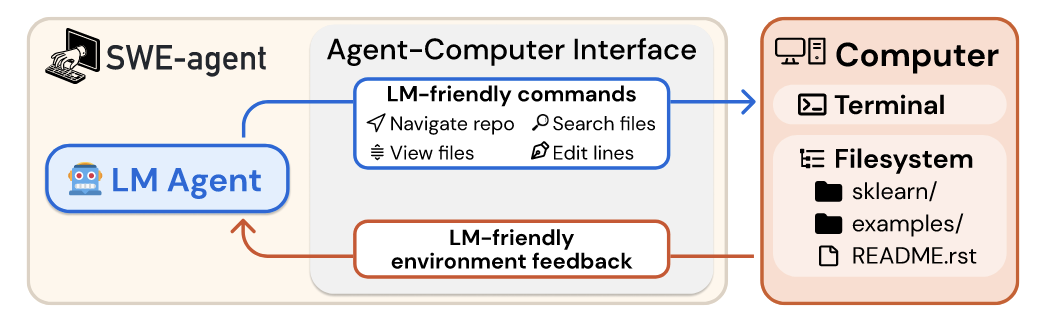 SWE-agent
Agent-Computer Interface
LM-friendly commands
Navigate repo
Search files
View files
Edit lines
LM Agent
LM-friendly
environment feedback
Computer
Terminal
Filesystem
sklearn/
examples/
README.rst